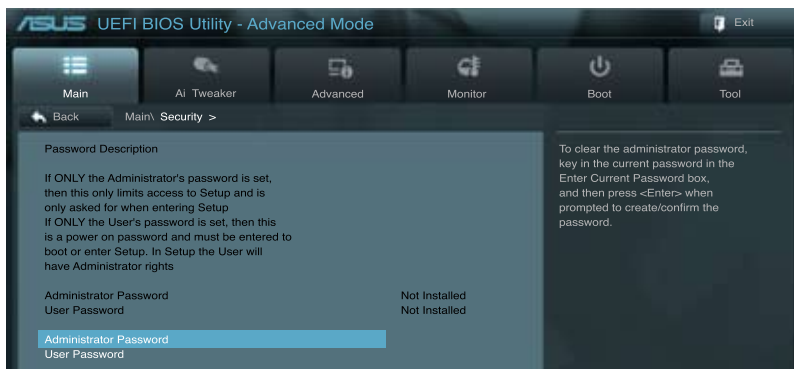 ASUS UEFI BIOS Utility - Advanced Mode
Exit
Main
Ai Tweaker
Advanced
Monitor
Boot
Tool
Back
Main\ Security >
Password Description
If ONLY the Administrator's password is set,
then this only limits access to Setup and is
only asked for when entering Setup
If ONLY the User's password is set, then this
is a power on password and must be entered to
boot or enter Setup. In Setup the User will
have Administrator rights
Administrator Password Not Installed
User Password Not Installed
Administrator Password
User Password
To clear the administrator password,
key in the current password in the
Enter Current Password box,
and then press <Enter> when
prompted to create/confirm the
password.